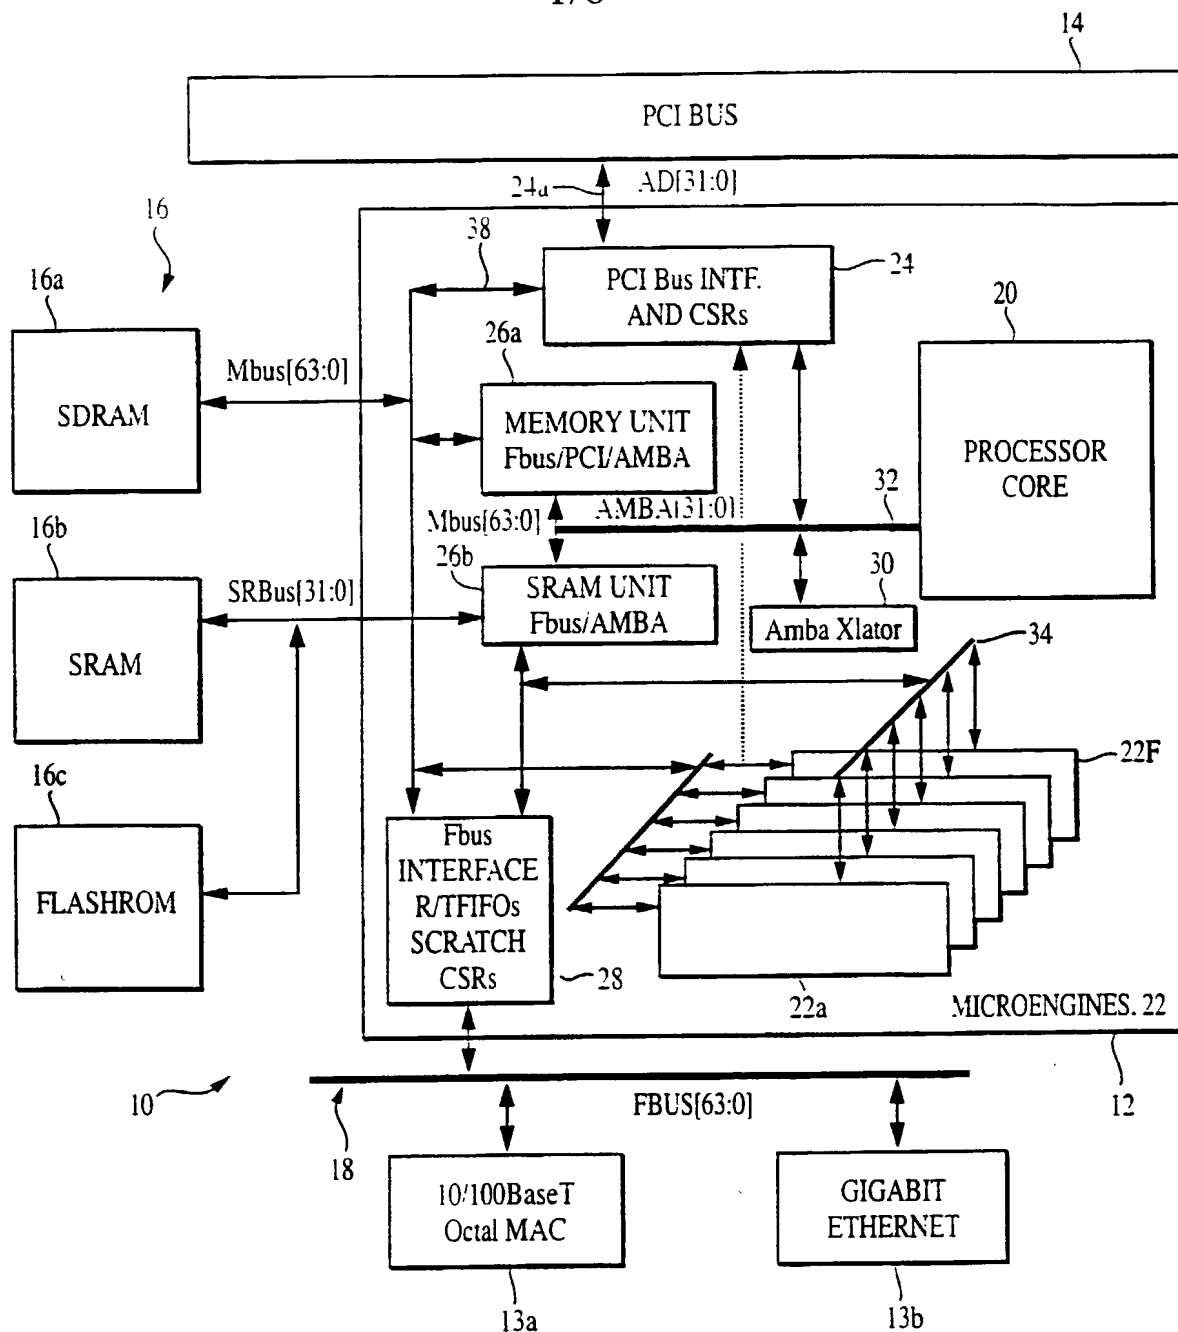 14
PCI BUS
24a
AD[31:0]
16
38
16a
PCI Bus INTF.
AND CSRs
24
20
26a
Mbus[63:0]
SDRAM
MEMORY UNIT
Fbus/PCI/AMBA
PROCESSOR
CORE
32
AMBA[31:0]
Mbus[63:0]
16b
26b
SRBus[31:0]
SRAM UNIT
Fbus/AMBA
30
Amba Xlator
34
SRAM
22F
16c
Fbus
INTERFACE
R/TFIFOs
SCRATCH
CSRs
FLASHROM
28
22a
MICROENGINES. 22
10
12
FBUS[63:0]
18
10/100BaseT
Octal MAC
GIGABIT
ETHERNET
13a
13b